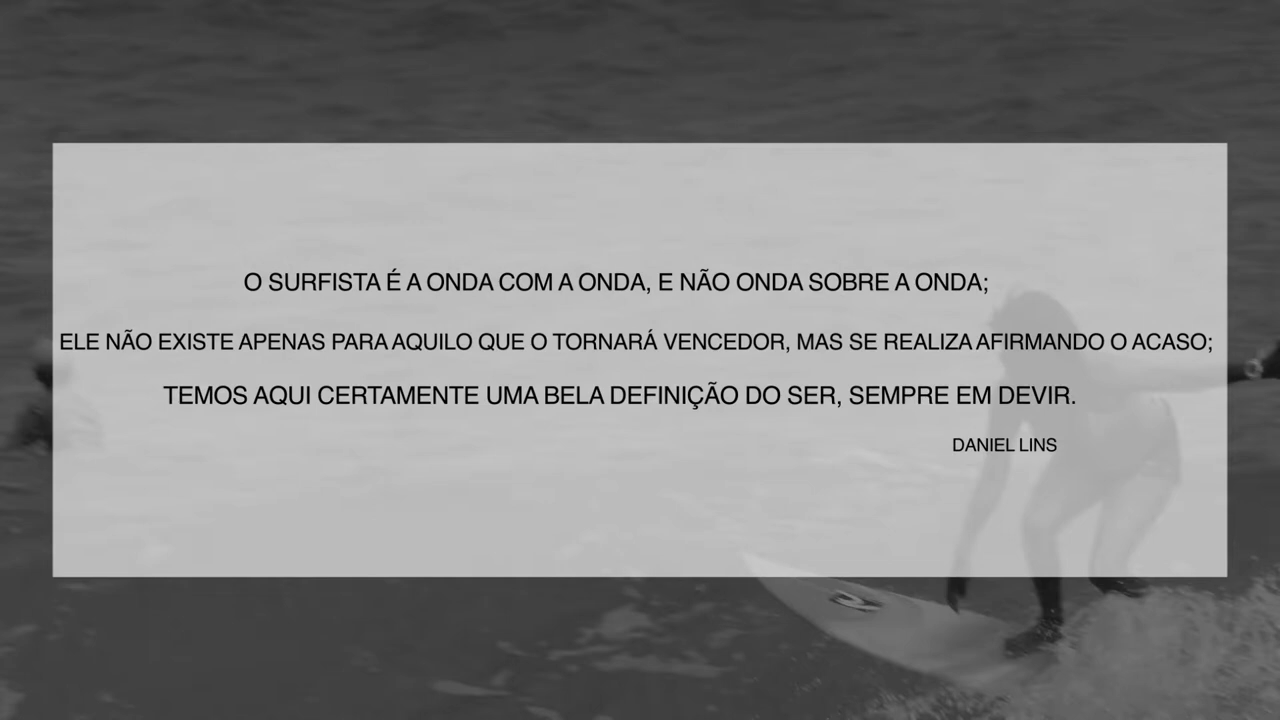 O SURFISTA É A ONDA COM A ONDA, E NÃO ONDA SOBRE A ONDA;
ELE NÃO EXISTE APENAS PARA AQUILO QUE O TORNARÁ VENCEDOR, MAS SE REALIZA AFIRMANDO O ACASO;
TEMOS AQUI CERTAMENTE UMA BELA DEFINIÇÃO DO SER, SEMPRE EM DEVIR.
DANIEL LINS